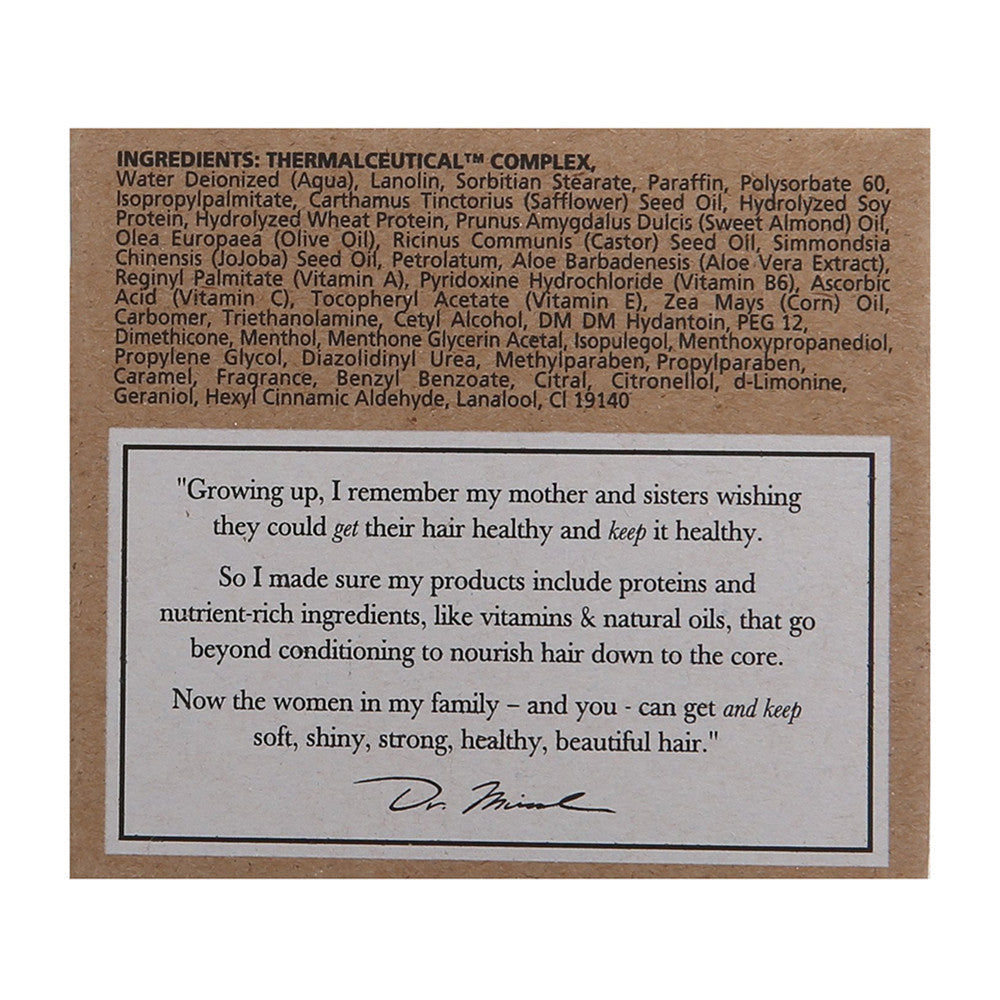 INGREDIENTS: THERMALCEUTICAL™ COMPLEX,
Water Deionized (Aqua), Lanolin, Sorbitian Stearate, Paraffin, Polysorbate 60,
Isopropylpalmitate, Carthamus Tinctorius (Safflower) Seed Oil, Hydrolyzed Soy
Protein, Hydrolyzed Wheat Protein, Prunus Amygdalus Dulcis (Sweet Almond) Oil,
Olea Europaea (Olive Oil), Ricinus Communis (Castor) Seed Oil, Simmondsia
Chinensis (JoJoba) Seed Oil, Petrolatum, Aloe Barbadenesis (Aloe Vera Extract),
Reginyl Palmitate (Vitamin A), Pyridoxine Hydrochloride (Vitamin B6), Ascorbic
Acid (Vitamin C), Tocopheryl Acetate (Vitamin E), Zea Mays (Corn) Oil,
Carbomer, Triethanolamine, Cetyl Alcohol, DM DM Hydantoin, PEG 12,
Dimethicone, Menthol, Menthone Glycerin Acetal, Isopulegol, Menthoxypropanediol,
Propylene Glycol, Diazolidinyl Urea, Methylparaben, Propylparaben,
Caramel, Fragrance, Benzyl Benzoate, Citral, Citronellol, d-Limonine,
Geraniol, Hexyl Cinnamic Aldehyde, Lanalool, CI 19140
"Growing up, I remember my mother and sisters wishing
they could get their hair healthy and keep it healthy.
So I made sure my products include proteins and
nutrient-rich ingredients, like vitamins & natural oils, that go
beyond conditioning to nourish hair down to the core.
Now the women in my family – and you - can get and keep
soft, shiny, strong, healthy, beautiful hair."
Dr. Miracle